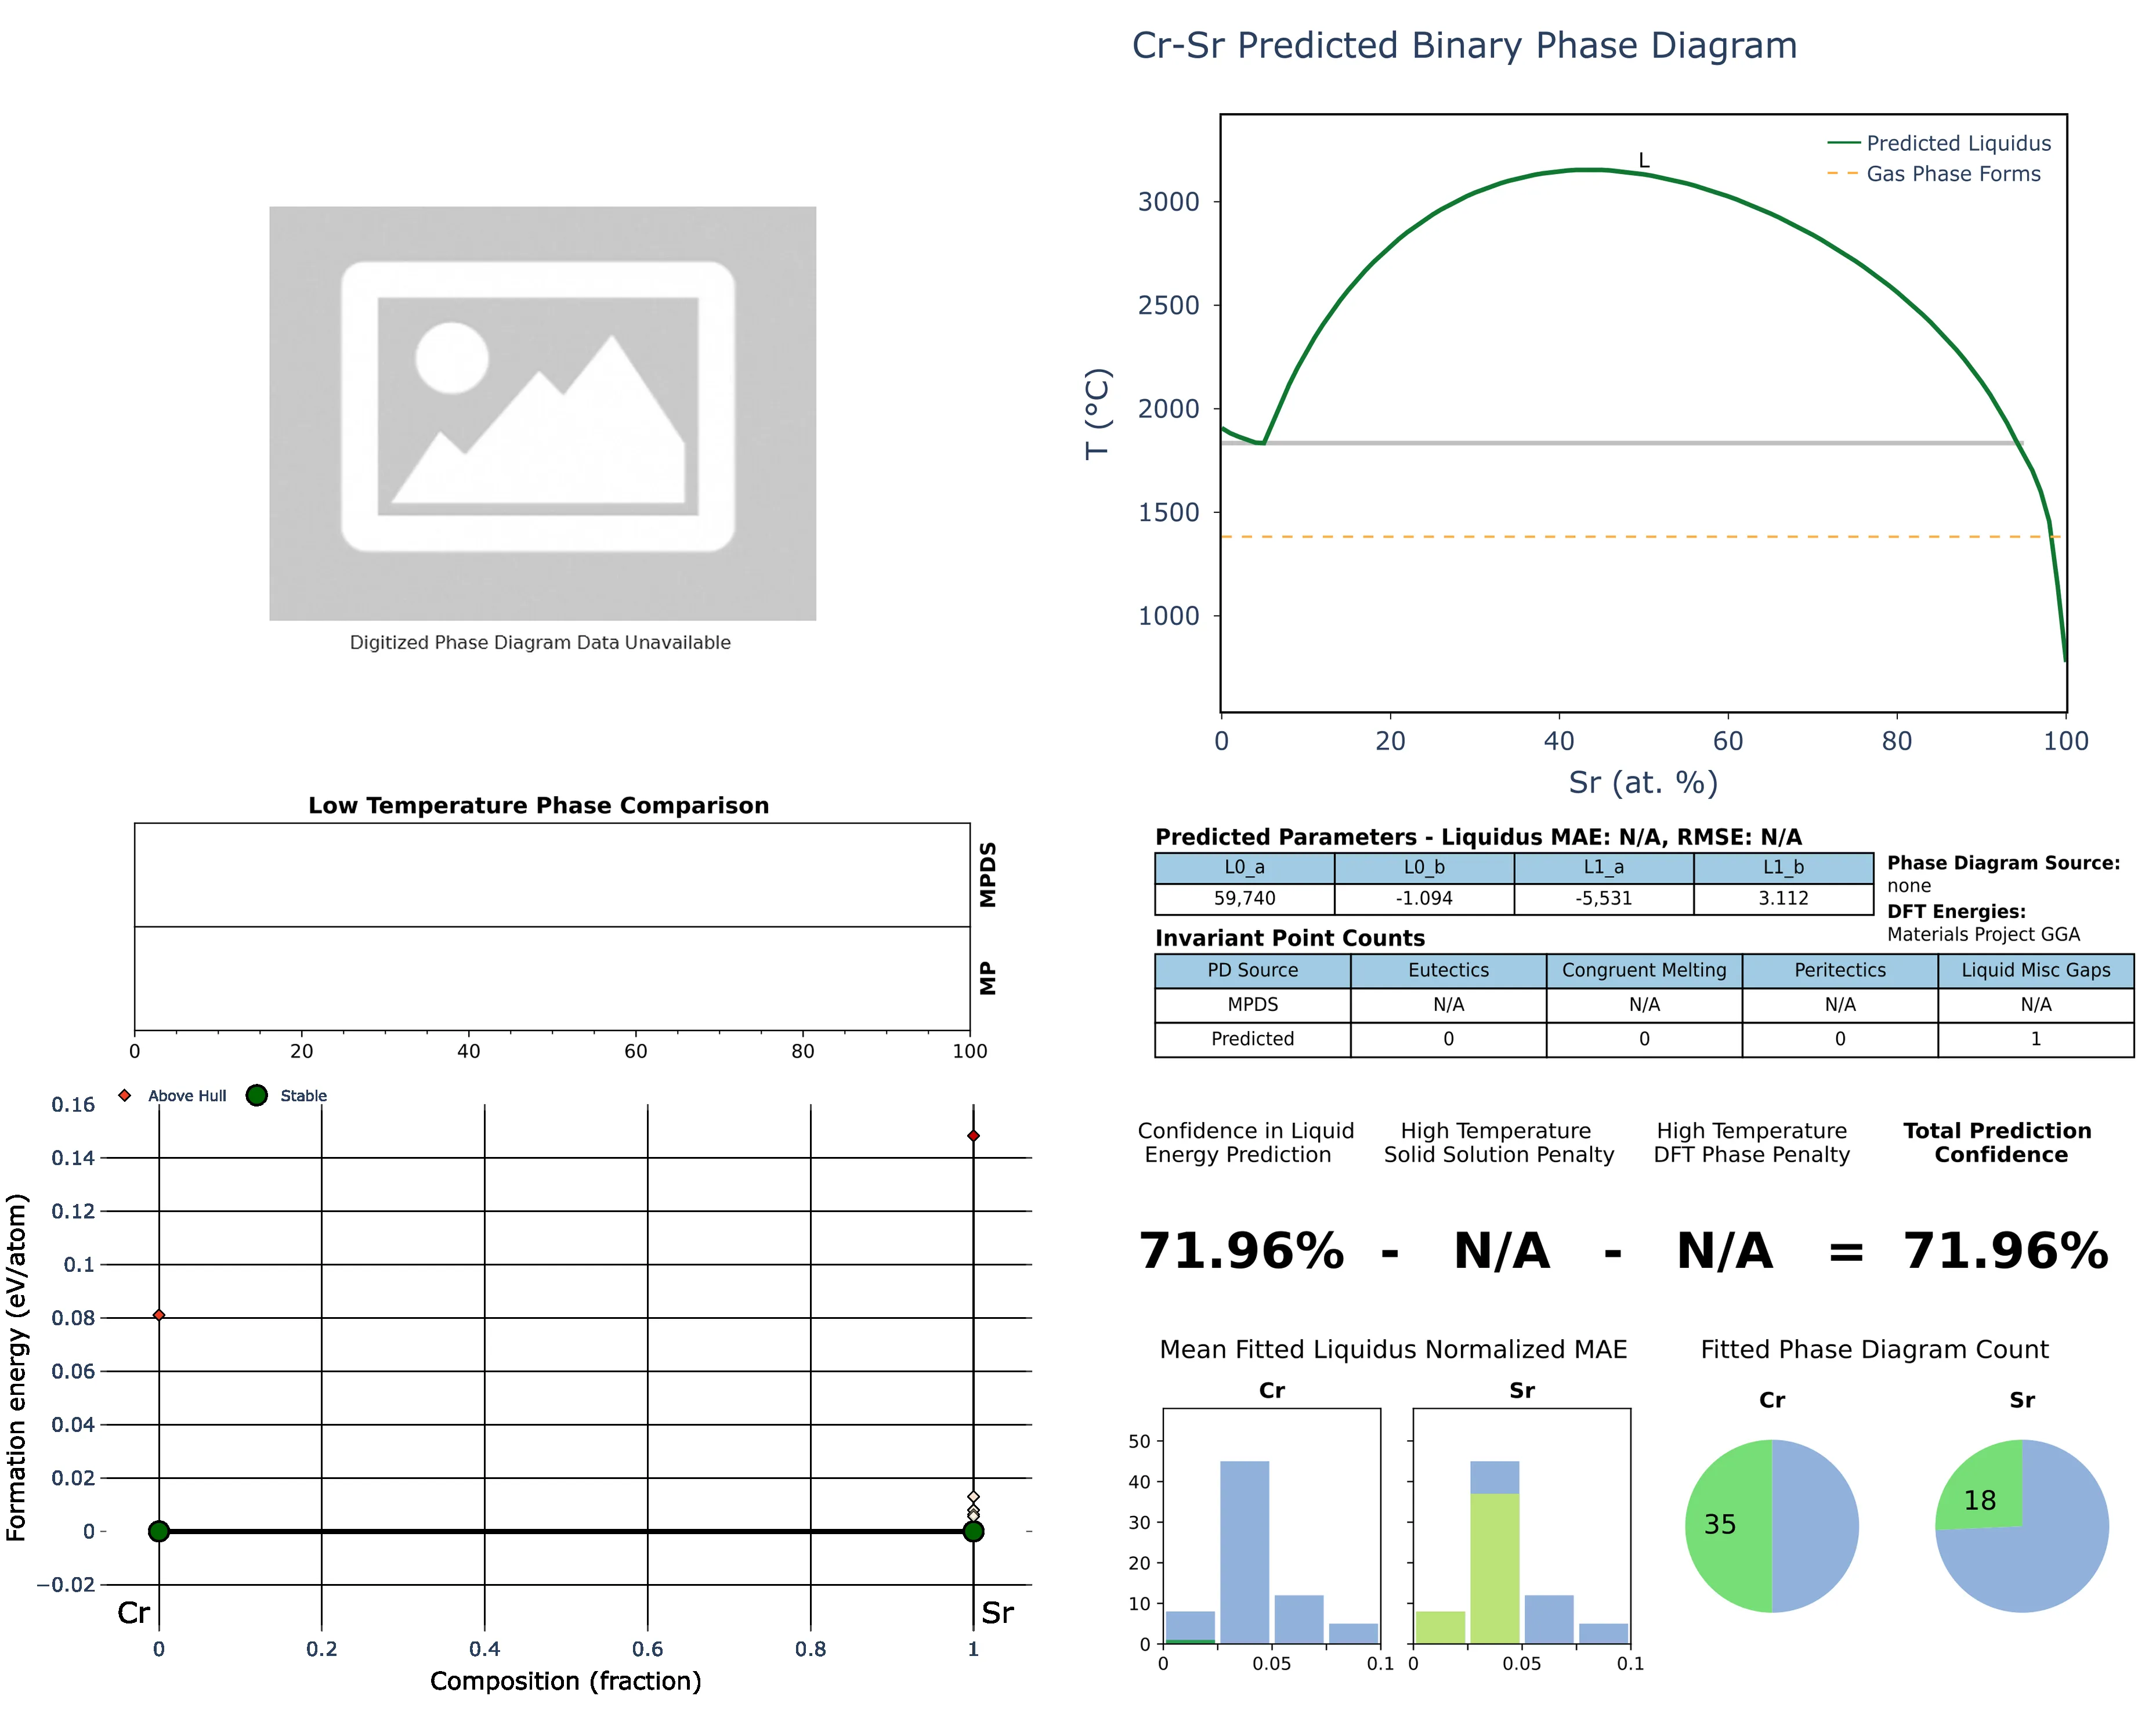 Cr-Sr Predicted Binary Phase Diagram
Digitized Phase Diagram Data Unavailable
L
Predicted Liquidus
Gas Phase Forms
T (°C)
3000
2500
2000
1500
1000
0 20 40 60 80 100
Sr (at. %)
Low Temperature Phase Comparison
MPDS
MP
0 20 40 60 80 100
Predicted Parameters - Liquidus MAE: N/A, RMSE: N/A
L0_a L0_b L1_a L1_b
59,740 -1.094 -5,531 3.112
Phase Diagram Source:
none
DFT Energies:
Materials Project GGA
Invariant Point Counts
PD Source Eutectics Congruent Melting Peritectics Liquid Misc Gaps
MPDS N/A N/A N/A N/A
Predicted 0 0 0 1
Above Hull Stable
Formation energy (eV/atom)
0.16
0.14
0.12
0.1
0.08
0.06
0.04
0.02
0
−0.02
Cr Sr
0 0.2 0.4 0.6 0.8 1
Composition (fraction)
Confidence in Liquid
Energy Prediction
High Temperature
Solid Solution Penalty
High Temperature
DFT Phase Penalty
Total Prediction
Confidence
71.96% - N/A - N/A = 71.96%
Mean Fitted Liquidus Normalized MAE
Cr Sr
50
40
30
20
10
0
0 0.05 0.1 0 0.05 0.1
Fitted Phase Diagram Count
Cr Sr
35 18